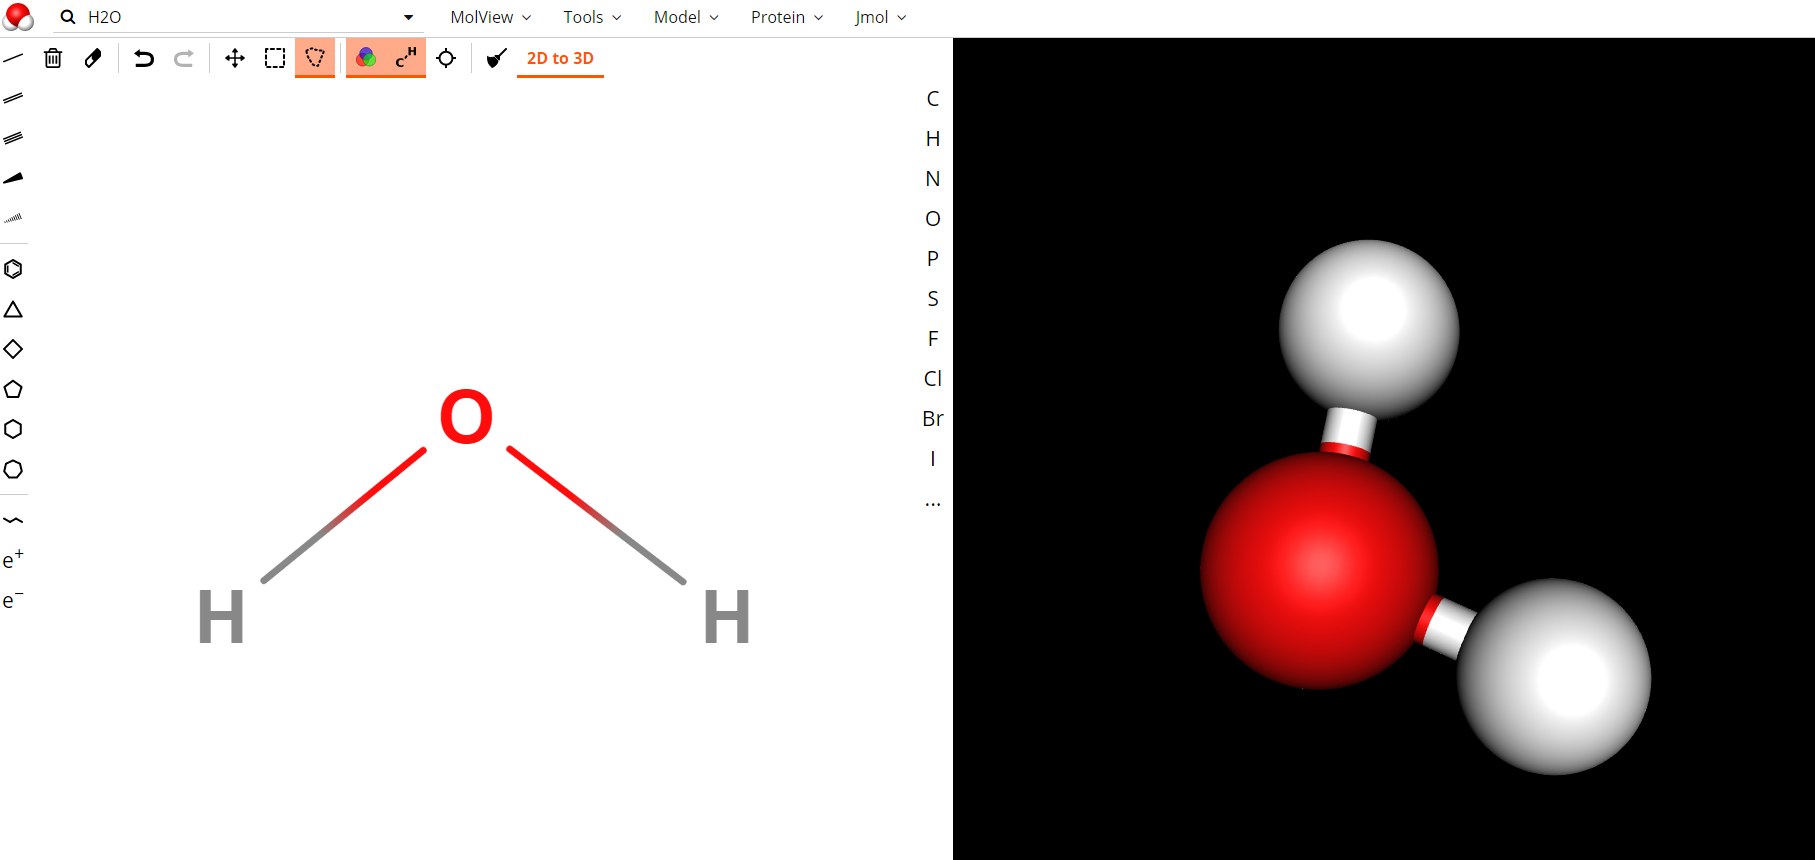 H2O MolView Tools Model Protein Jmol
C H 2D to 3D
C
H
N
O
P
S
F
Cl
Br
I
...
O
H H
e+
e−